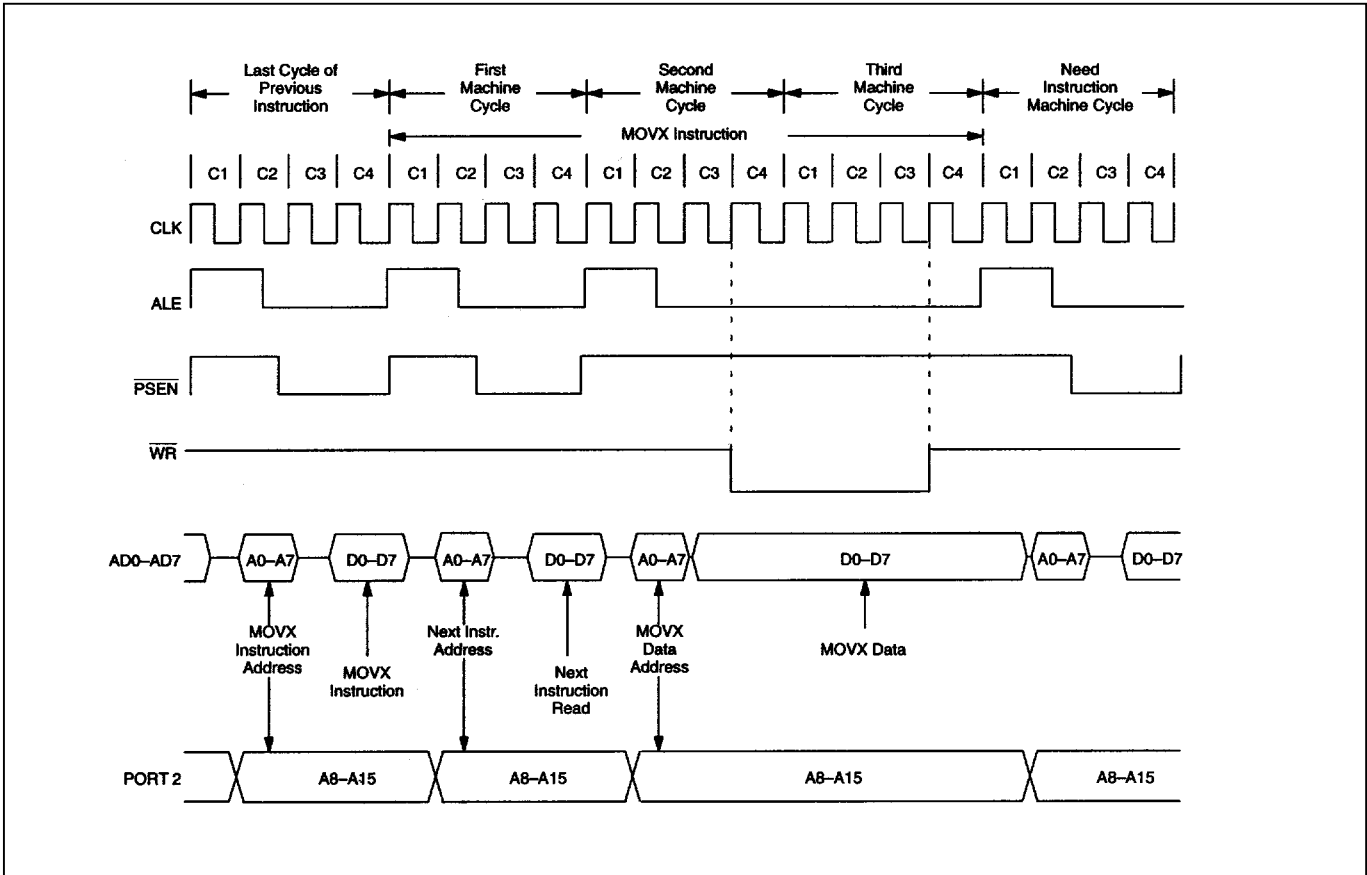 Last Cycle of
Previous
Instruction
First
Machine
Cycle
Second
Machine
Cycle
Third
Machine
Cycle
Need
Instruction
Machine Cycle
MOVX Instruction
C1 C2 C3 C4 C1 C2 C3 C4 C1 C2 C3 C4 C1 C2 C3 C4 C1 C2 C3 C4
CLK
ALE
PSEN
WR
AD0–AD7 A0–A7 D0–D7 A0–A7 D0–D7 A0–A7 D0–D7 A0–A7 D0–D7
MOVX
Instruction
Address
MOVX
Instruction
Next Instr.
Address
Next
Instruction
Read
MOVX
Data
Address
MOVX Data
PORT 2 A8–A15 A8–A15 A8–A15 A8–A15